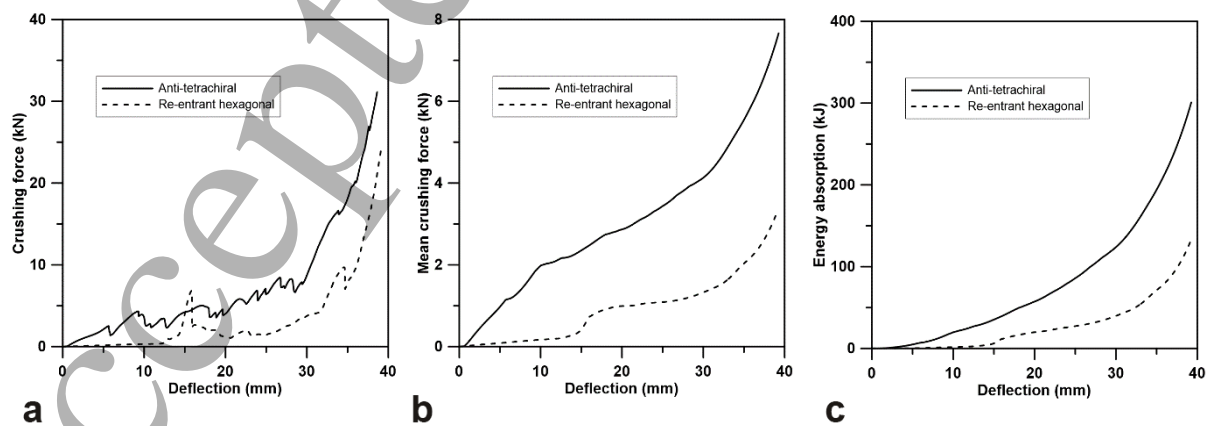 Crushing force (kN)
40
30
20
10
0
Anti-tetrachiral
Re-entrant hexagonal
0 10 20 30 40
Deflection (mm)
a
Mean crushing force (kN)
8
6
4
2
0
Anti-tetrachiral
Re-entrant hexagonal
0 10 20 30 40
Deflection (mm)
b
Energy absorption (kJ)
400
300
200
100
0
Anti-tetrachiral
Re-entrant hexagonal
0 10 20 30 40
Deflection (mm)
c
ccepte